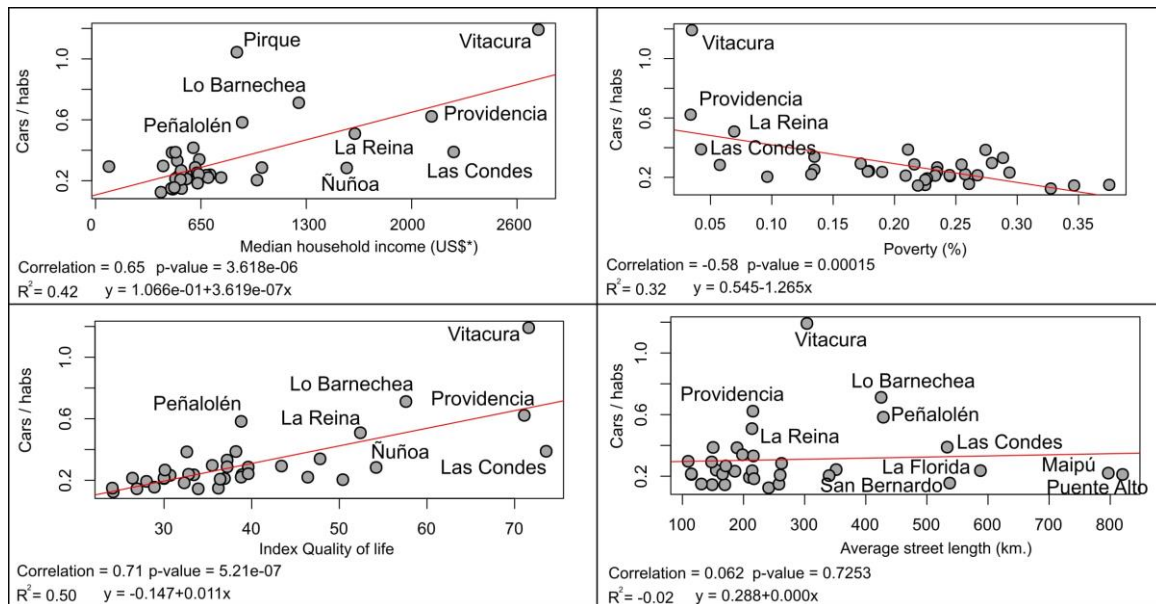 Cars / habs
1.0
0.6
0.2
Pirque
Vitacura
Lo Barnechea
Peñalolén
Providencia
La Reina
Ñuñoa
Las Condes
0 650 1300 2000 2600
Median household income (US$*)
Correlation = 0.65 p-value = 3.618e-06
R² = 0.42 y = 1.066e-01+3.619e-07x
Cars / habs
1.0
0.6
0.2
Vitacura
Providencia
La Reina
Las Condes
0.05 0.10 0.15 0.20 0.25 0.30 0.35
Poverty (%)
Correlation = -0.58 p-value = 0.00015
R² = 0.32 y = 0.545-1.265x
Cars / habs
1.0
0.6
0.2
Vitacura
Lo Barnechea
Peñalolén
Providencia
La Reina
Ñuñoa
Las Condes
30 40 50 60 70
Index Quality of life
Correlation = 0.71 p-value = 5.21e-07
R² = 0.50 y = -0.147+0.011x
Cars / habs
1.0
0.6
0.2
Vitacura
Lo Barnechea
Providencia
Peñalolén
La Reina
Las Condes
La Florida
Maipú
San Bernardo
Puente Alto
100 200 300 400 500 600 700 800
Average street length (km.)
Correlation = 0.062 p-value = 0.7253
R² = -0.02 y = 0.288+0.000x